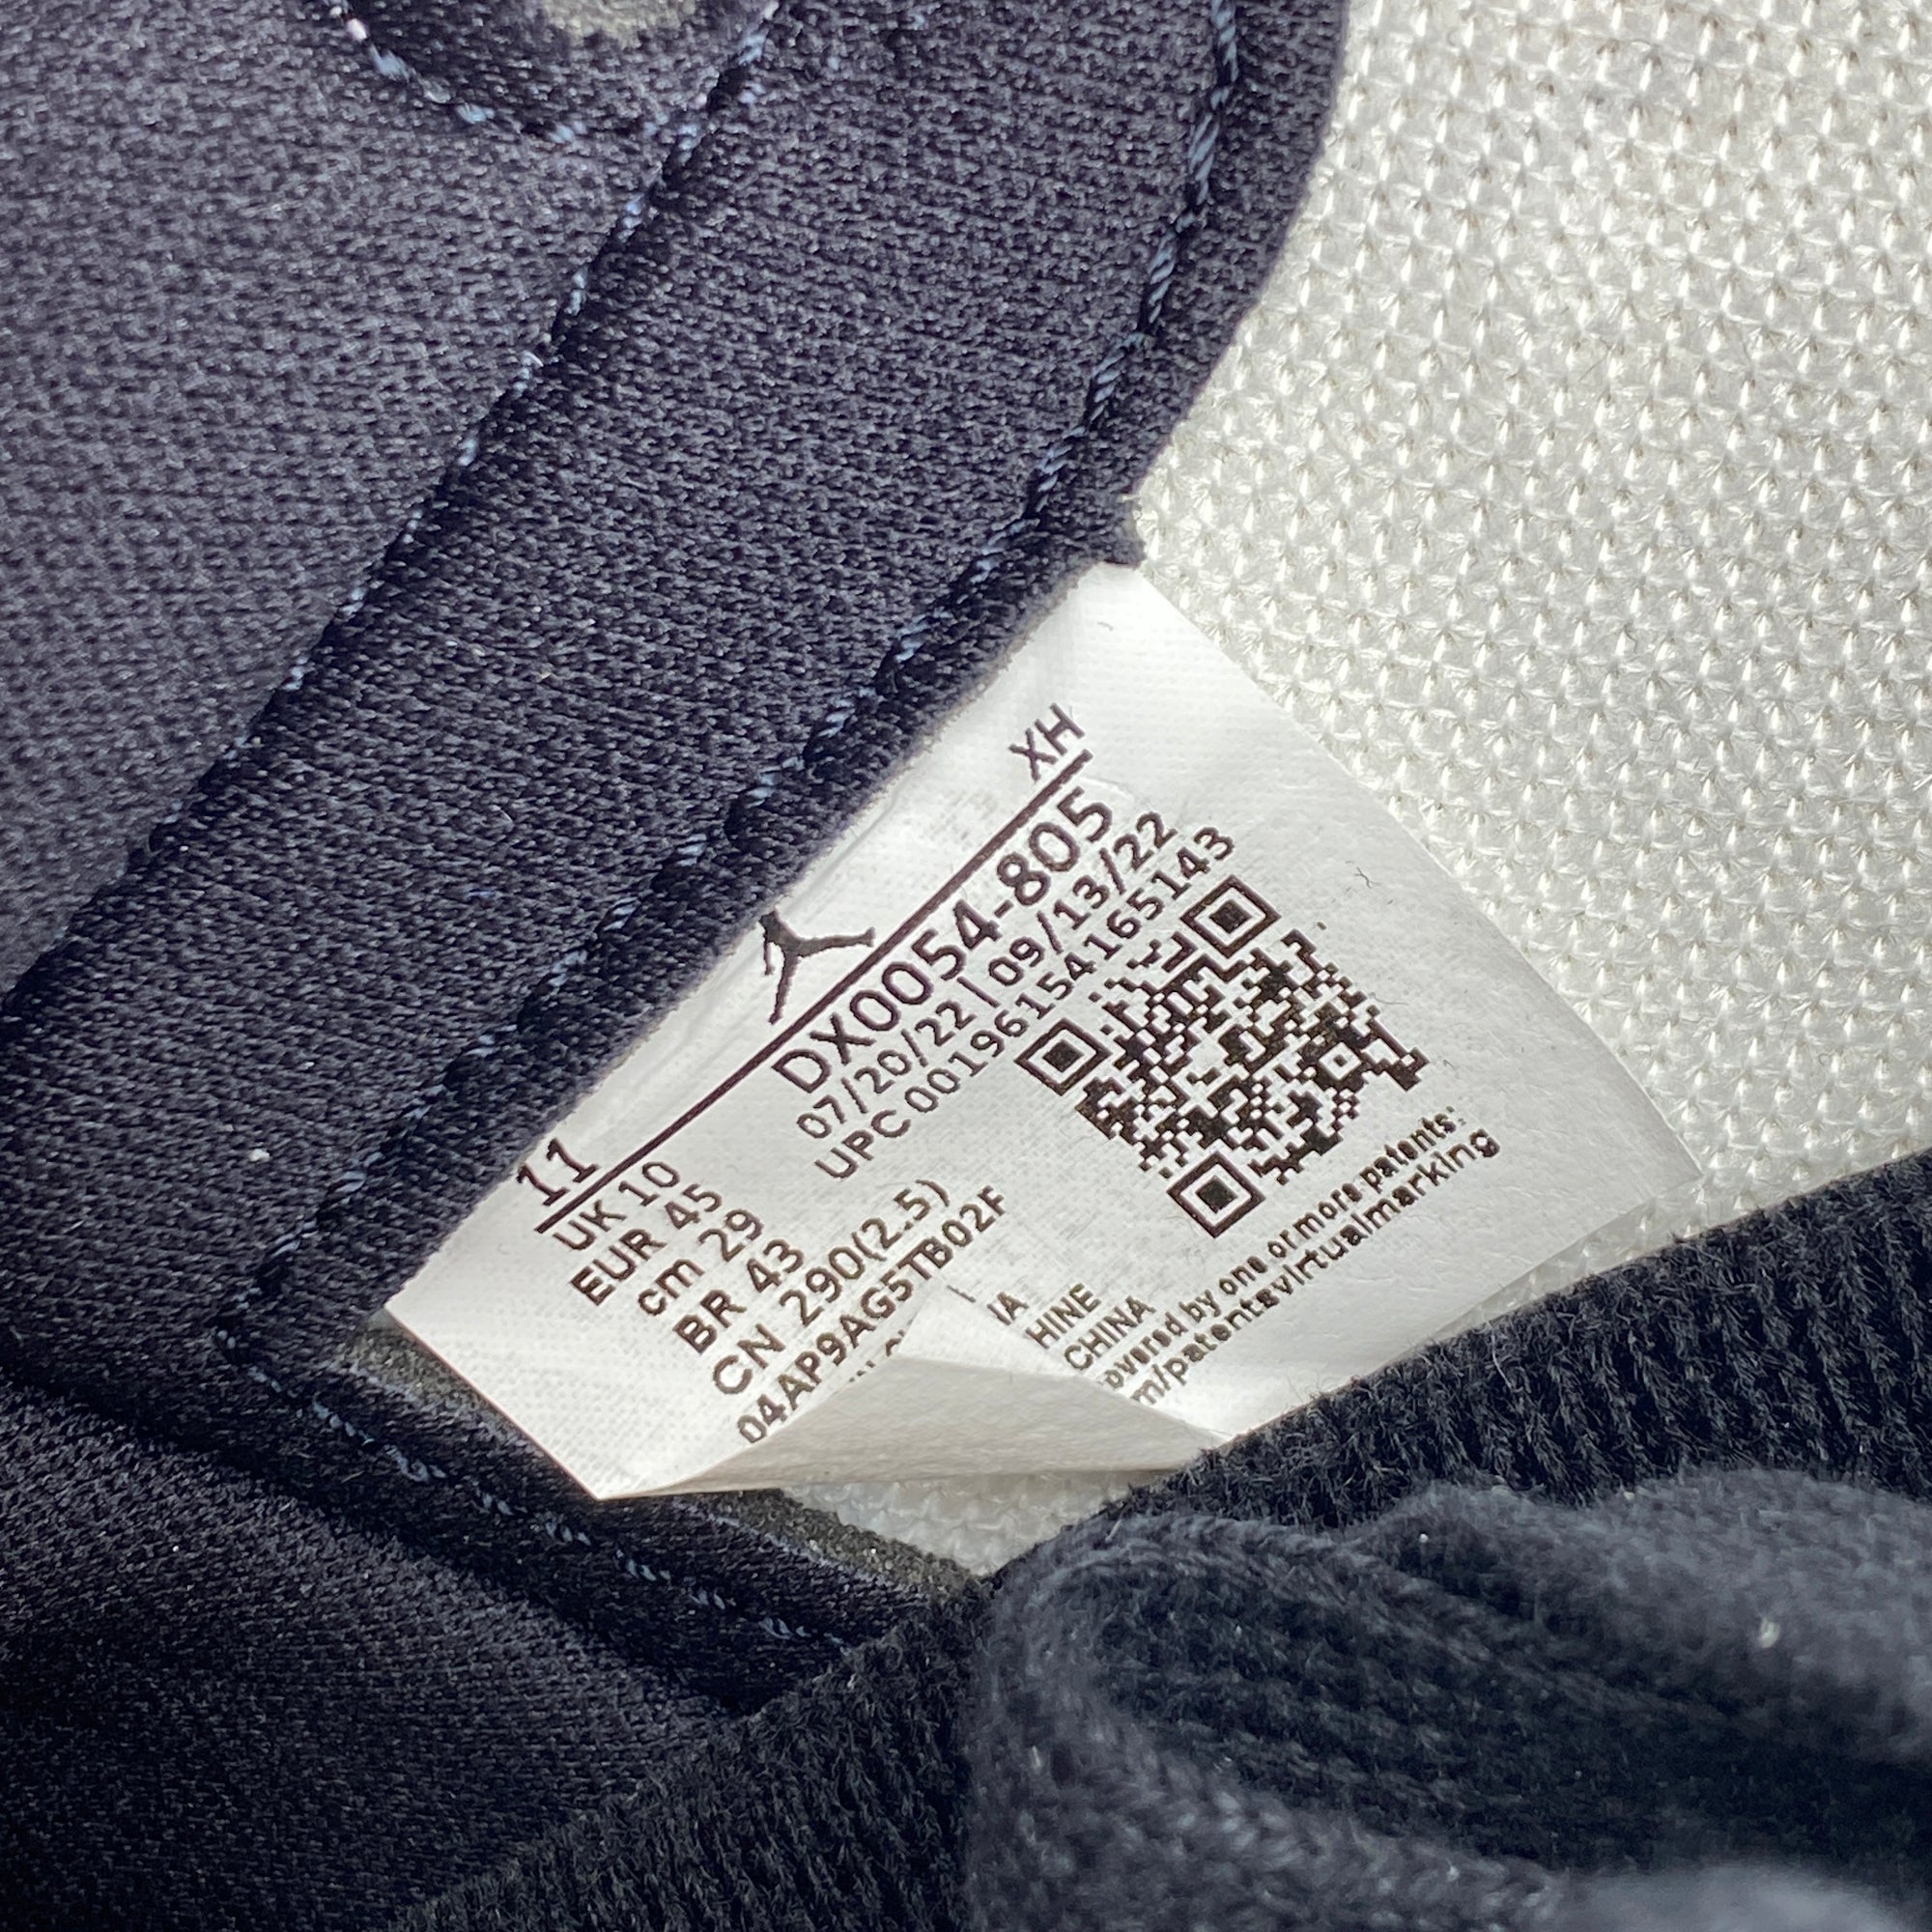 11
XH
UK 10
EUR 45
cm 29
BR 43
CN 290(2.5)
04AP9AG5TB02F
DX0054-805
07/20/22 | 09/13/22
UPC 00196154165143
HINE
CHINA
by one or more patents:
m/patentsvirtualmarking